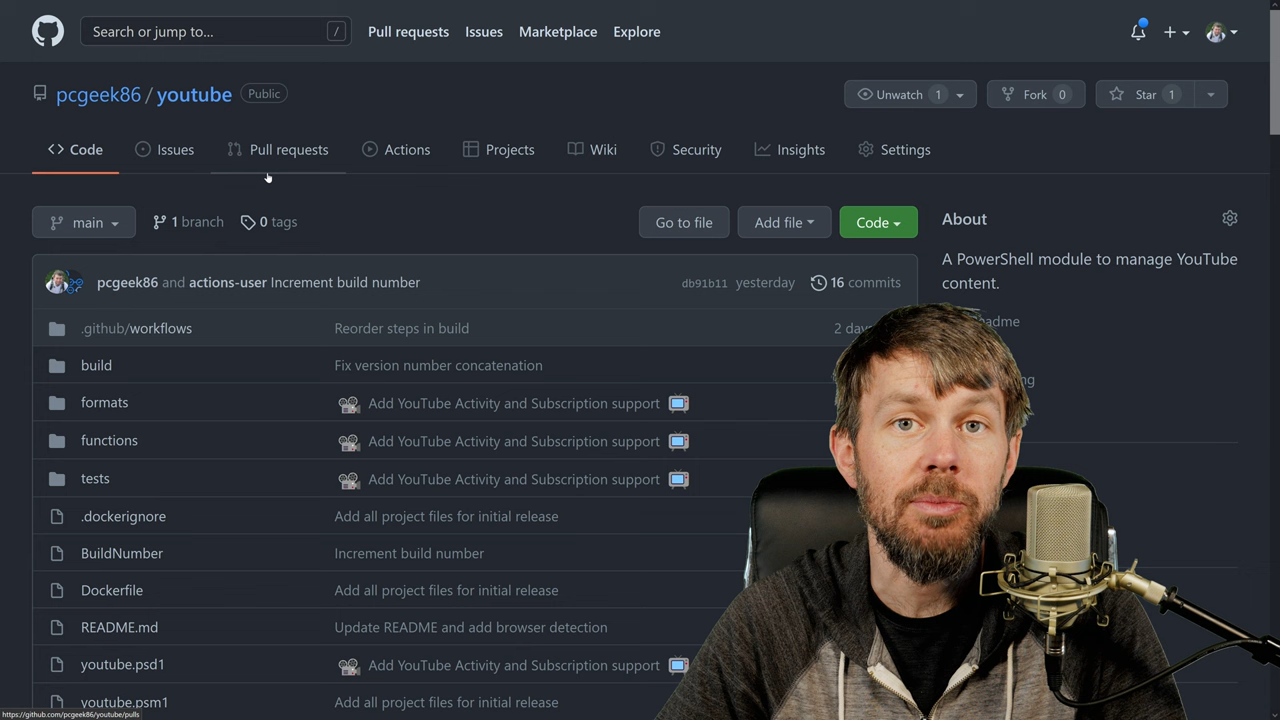 Search or jump to... / Pull requests Issues Marketplace Explore
pcgeek86 / youtube Public Unwatch 1 Fork 0 Star 1
Code Issues Pull requests Actions Projects Wiki Security Insights Settings
main 1 branch 0 tags Go to file Add file Code About
A PowerShell module to manage YouTube
content.
pcgeek86 and actions-user Increment build number db91b11 yesterday 16 commits
.github/workflows Reorder steps in build 2
build Fix version number concatenation
formats Add YouTube Activity and Subscription support
functions Add YouTube Activity and Subscription support
tests Add YouTube Activity and Subscription support
.dockerignore Add all project files for initial release
BuildNumber Increment build number
Dockerfile Add all project files for initial release
README.md Update README and add browser detection
youtube.psd1 Add YouTube Activity and Subscription support
youtube.psm1 Add all project files for initial release
https://github.com/pcgeek86/youtube/pulls